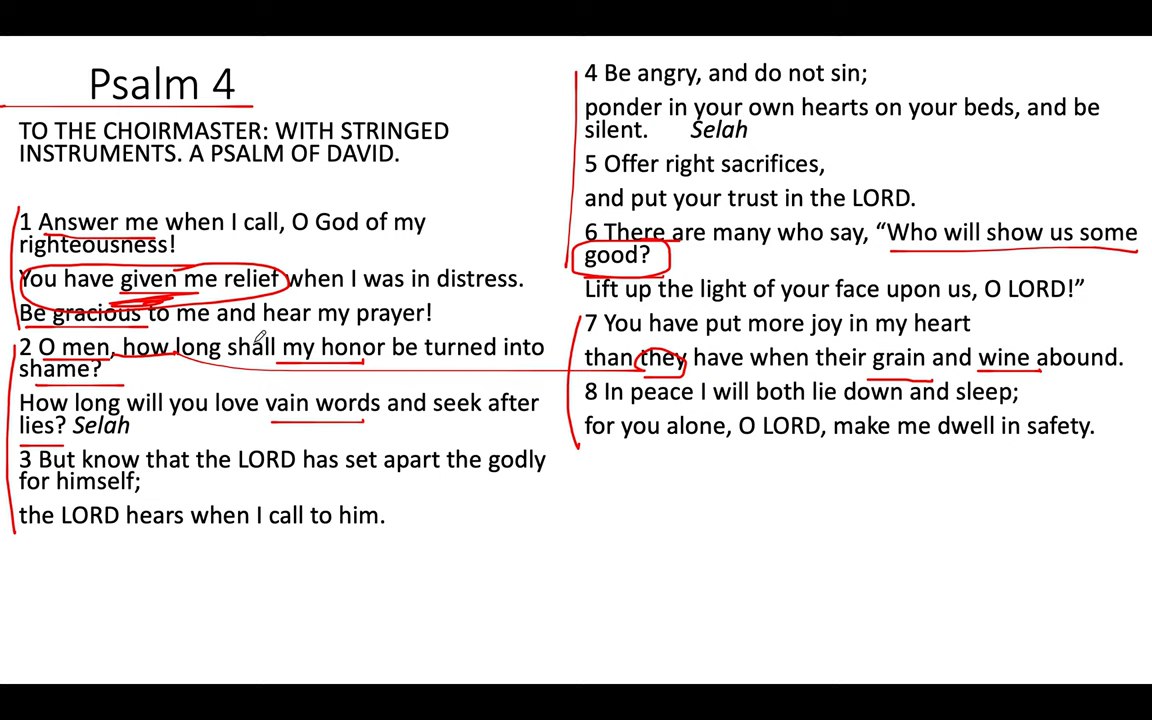 Psalm 4
TO THE CHOIRMASTER: WITH STRINGED
INSTRUMENTS. A PSALM OF DAVID.
1 Answer me when I call, O God of my
righteousness!
You have given me relief when I was in distress.
Be gracious to me and hear my prayer!
2 O men, how long shall my honor be turned into
shame?
How long will you love vain words and seek after
lies? Selah
3 But know that the LORD has set apart the godly
for himself;
the LORD hears when I call to him.
4 Be angry, and do not sin;
ponder in your own hearts on your beds, and be
silent. Selah
5 Offer right sacrifices,
and put your trust in the LORD.
6 There are many who say, “Who will show us some
good?
Lift up the light of your face upon us, O LORD!”
7 You have put more joy in my heart
than they have when their grain and wine abound.
8 In peace I will both lie down and sleep;
for you alone, O LORD, make me dwell in safety.